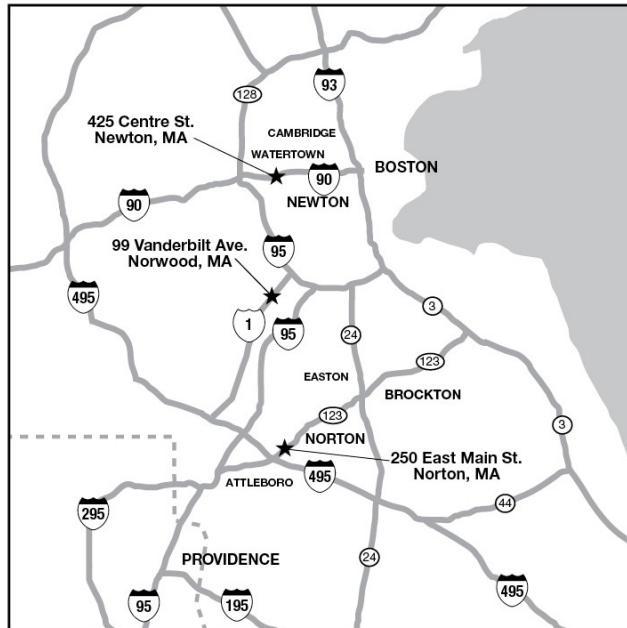 93
128
425 Centre St.
Newton, MA
CAMBRIDGE
WATERTOWN
BOSTON
90
NEWTON
90
99 Vanderbilt Ave.
Norwood, MA
95
495
3
1
95
24
123
EASTON
BROCKTON
123
3
NORTON
250 East Main St.
Norton, MA
ATTLEBORO
495
295
44
PROVIDENCE
24
495
95
195